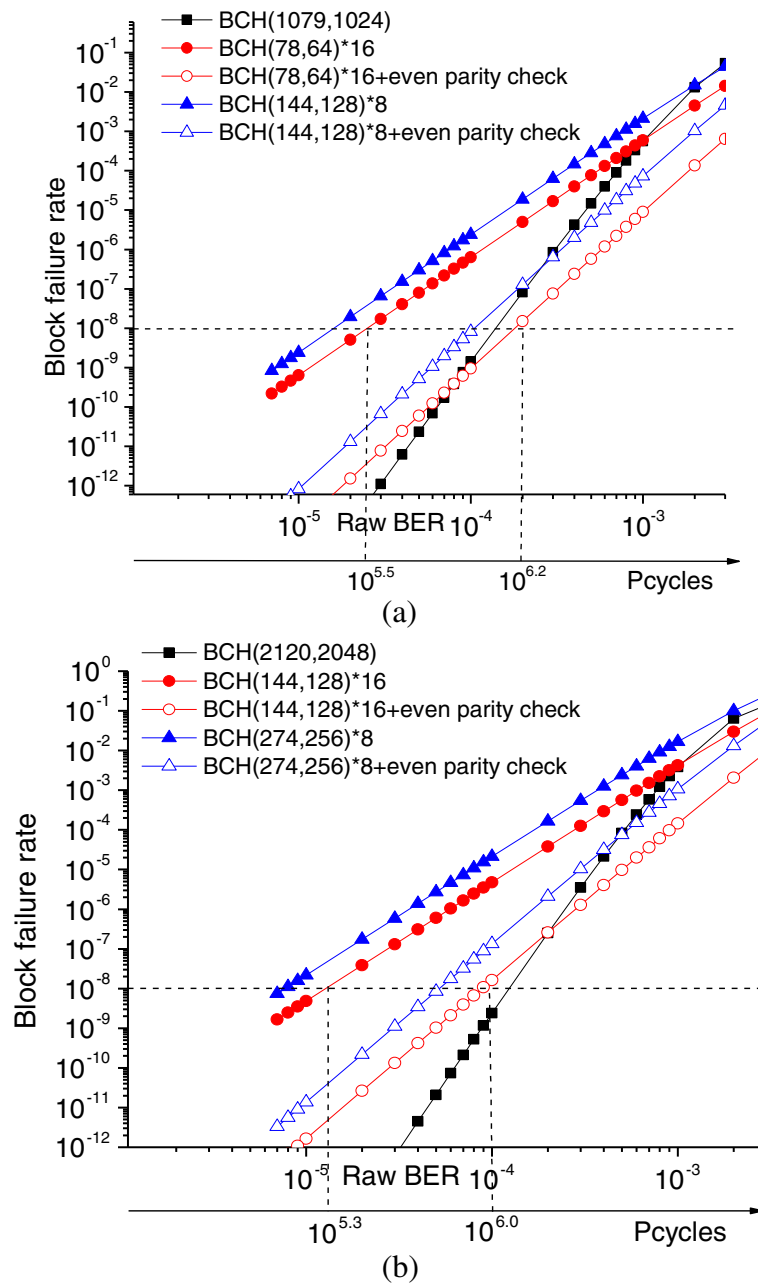 BCH(1079,1024)
BCH(78,64)*16
BCH(78,64)*16+even parity check
BCH(144,128)*8
BCH(144,128)*8+even parity check
Block failure rate
10^-1
10^-2
10^-3
10^-4
10^-5
10^-6
10^-7
10^-8
10^-9
10^-10
10^-11
10^-12
10^-5 Raw BER 10^-4 10^-3
10^5.5 10^6.2 Pcycles
(a)
BCH(2120,2048)
BCH(144,128)*16
BCH(144,128)*16+even parity check
BCH(274,256)*8
BCH(274,256)*8+even parity check
Block failure rate
10^0
10^-1
10^-2
10^-3
10^-4
10^-5
10^-6
10^-7
10^-8
10^-9
10^-10
10^-11
10^-12
10^-5 Raw BER 10^-4 10^-3
10^5.3 10^6.0 Pcycles
(b)